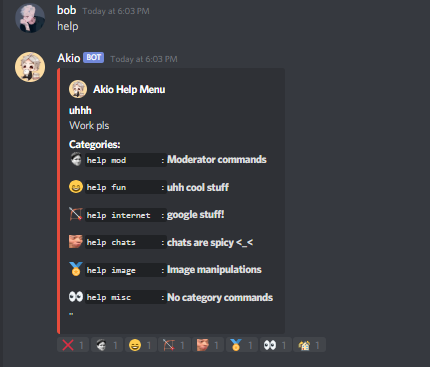 bob Today at 6:03 PM
help
Akio BOT Today at 6:03 PM
Akio Help Menu
uhhh
Work pls
Categories:
help mod : Moderator commands
help fun : uhh cool stuff
help internet : google stuff!
help chats : chats are spicy <_<
help image : Image manipulations
help misc : No category commands
1 1 1 1 1 1 1 1